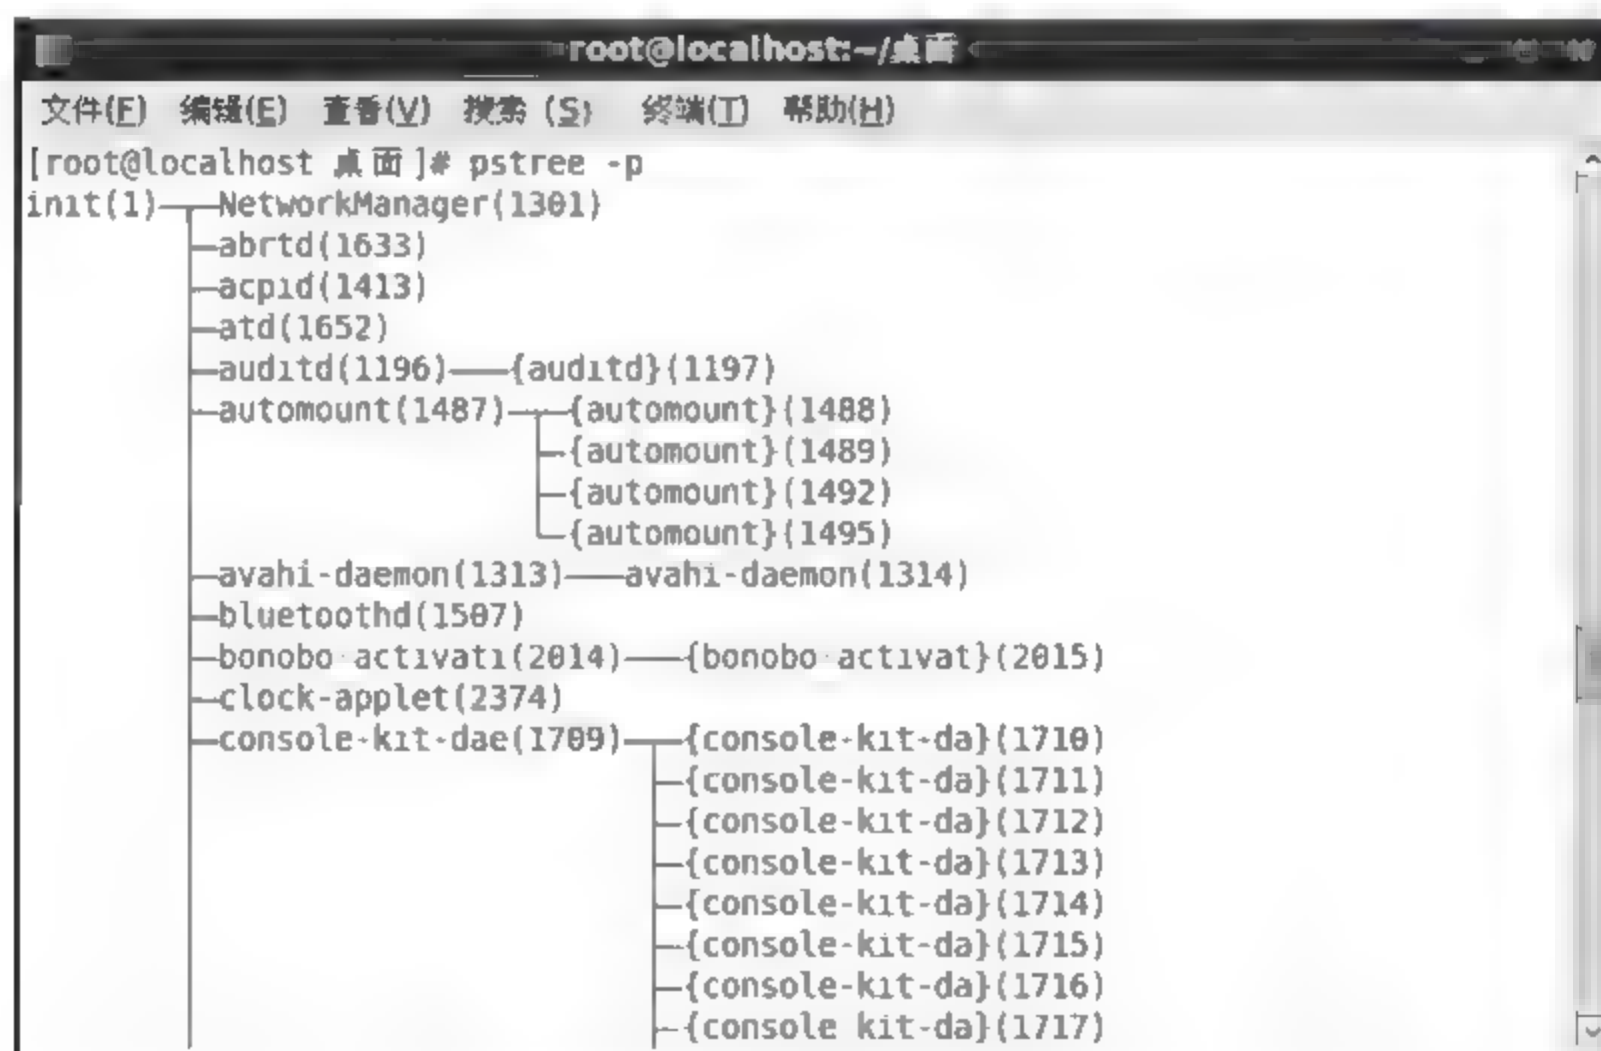 root@localhost:~/桌面
文件(F) 编辑(E) 查看(V) 搜索 (S) 终端(T) 帮助(H)
[root@localhost 桌面]# pstree -p
init(1)─┬─NetworkManager(1301)
├─abrtd(1633)
├─acpid(1413)
├─atd(1652)
├─auditd(1196)───{auditd}(1197)
├─automount(1487)─┬─{automount}(1488)
├─{automount}(1489)
├─{automount}(1492)
└─{automount}(1495)
├─avahi-daemon(1313)───avahi-daemon(1314)
├─bluetoothd(1507)
├─bonobo-activati(2014)───{bonobo-activat}(2015)
├─clock-applet(2374)
├─console-kit-dae(1709)─┬─{console-kit-da}(1710)
├─{console-kit-da}(1711)
├─{console-kit-da}(1712)
├─{console-kit-da}(1713)
├─{console-kit-da}(1714)
├─{console-kit-da}(1715)
├─{console-kit-da}(1716)
├─{console-kit-da}(1717)